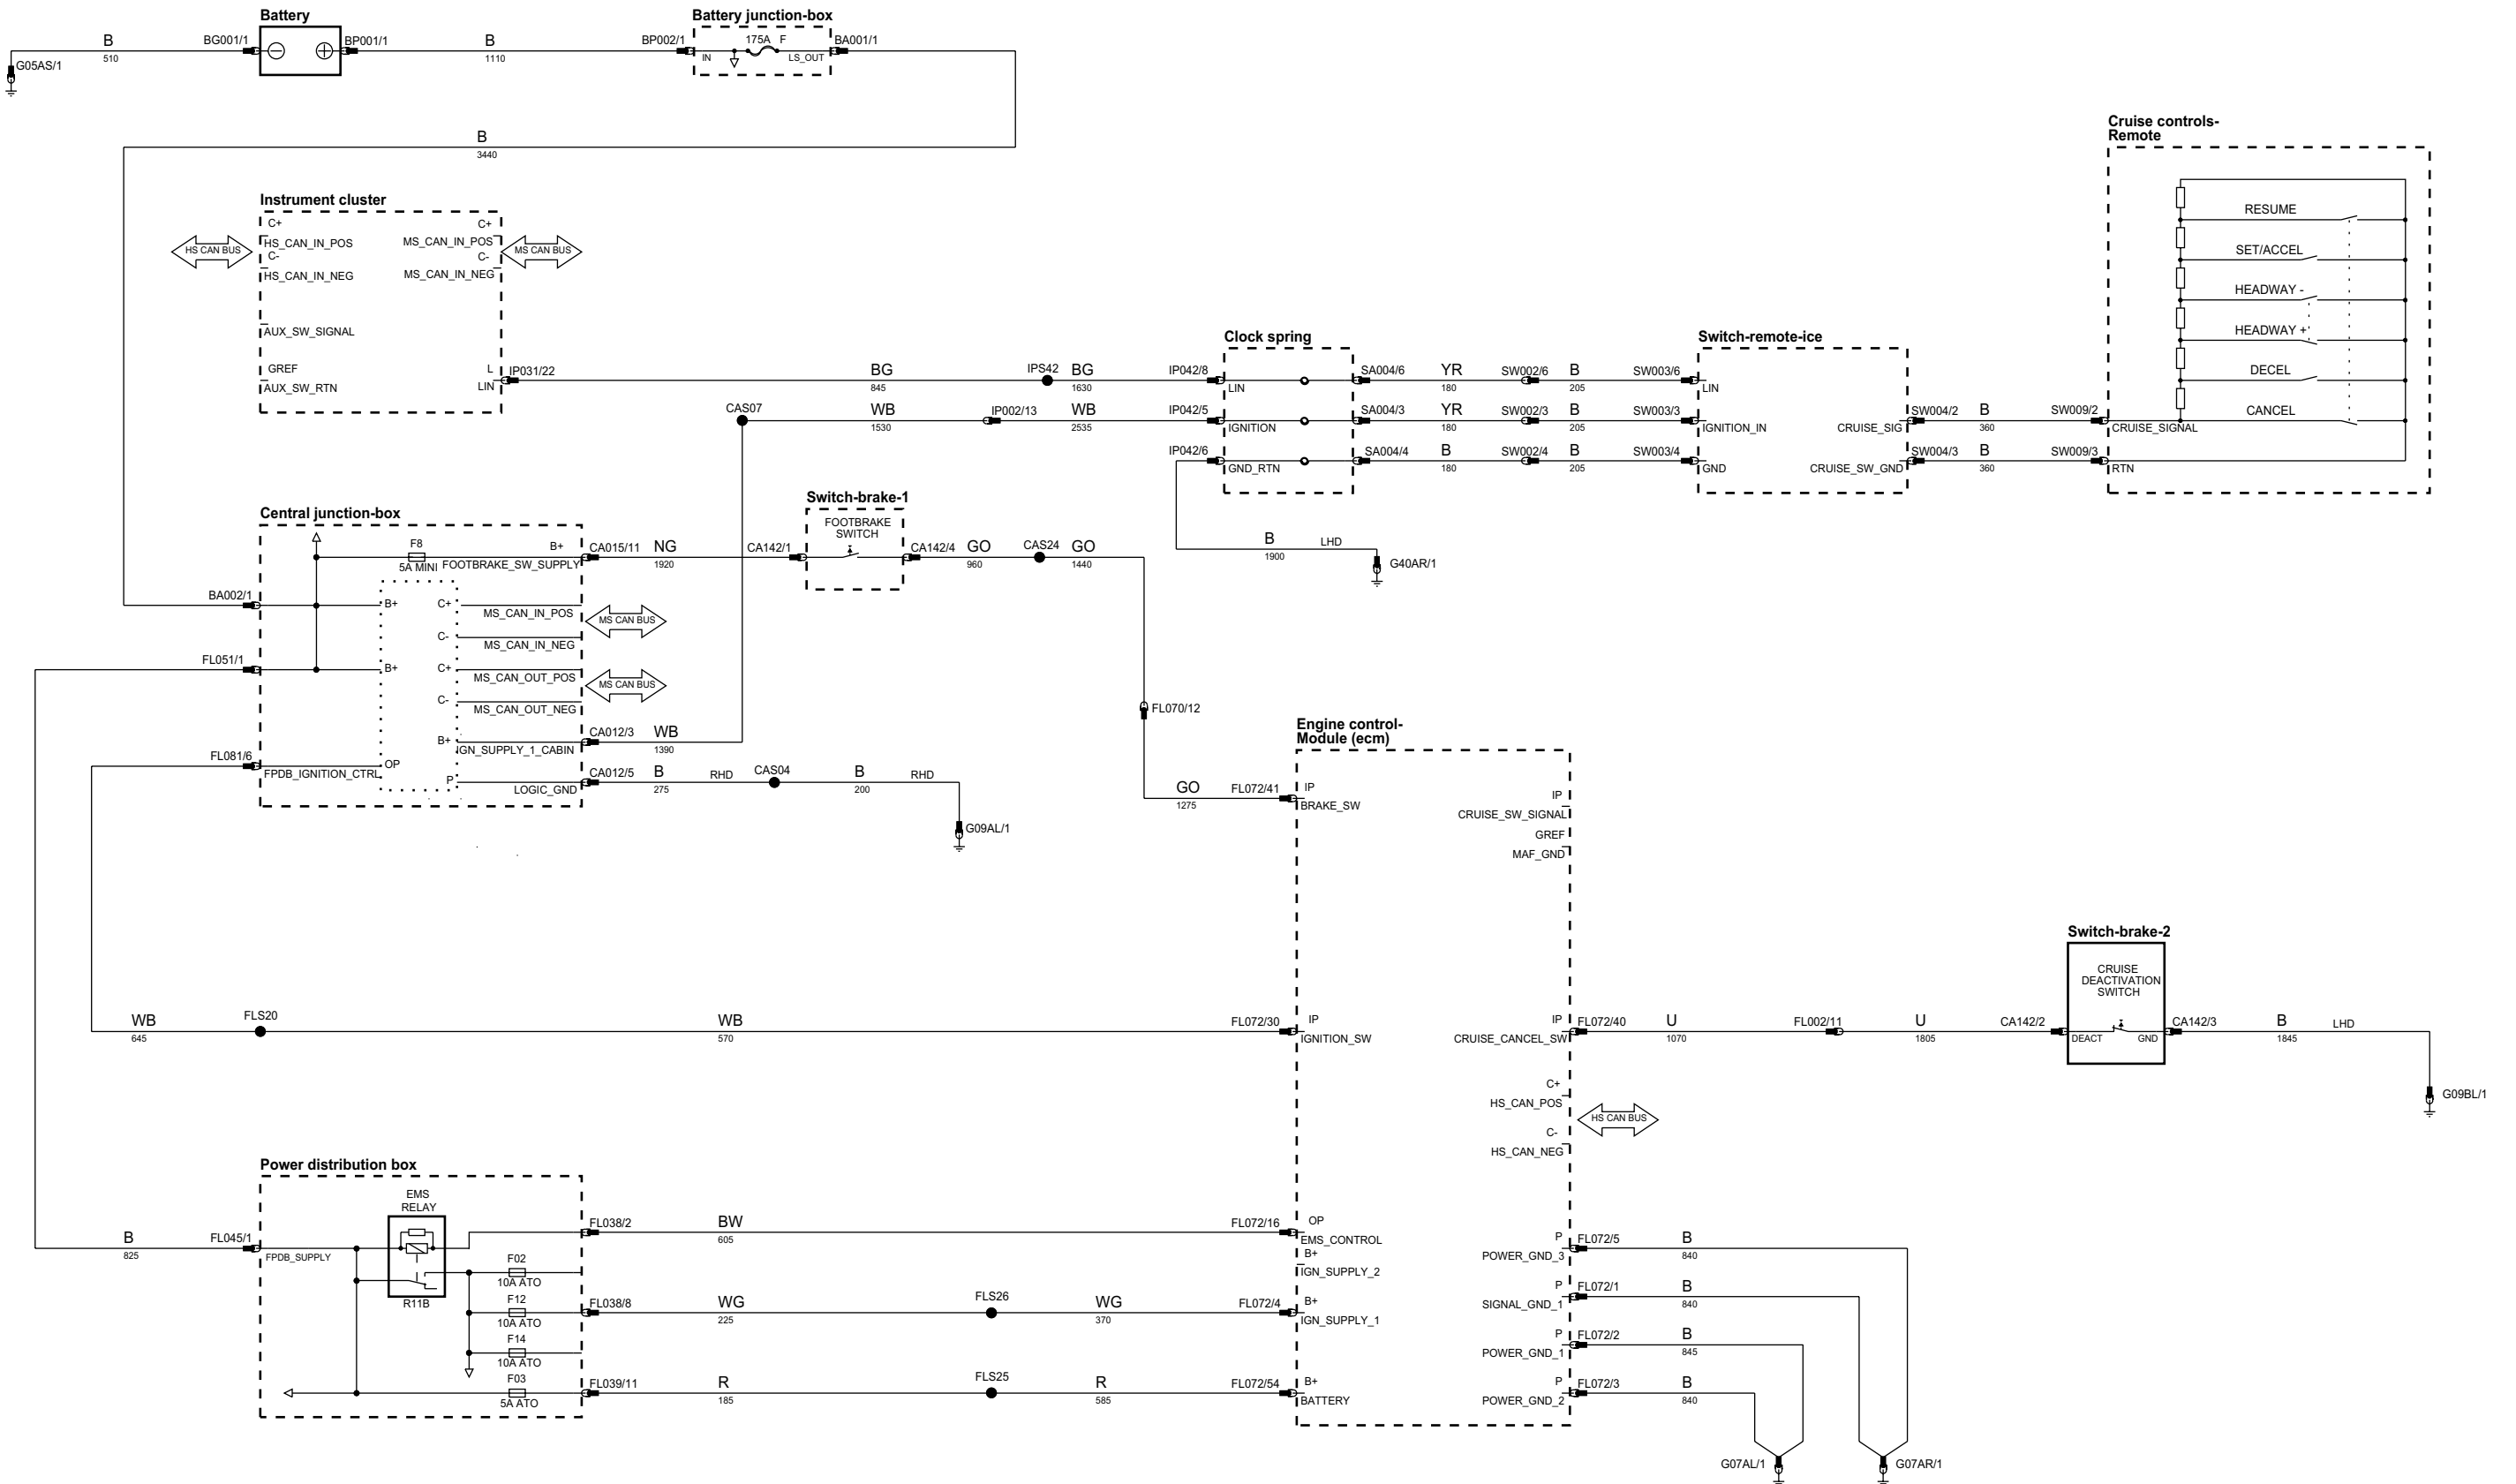 Battery
Battery junction-box
B
510
BG001/1
BP001/1
B
1110
BP002/1
175A F
BA001/1
IN
LS_OUT
G05AS/1
B
3440
Cruise controls-
Remote
RESUME
SET/ACCEL
HEADWAY -
HEADWAY +
DECEL
CANCEL
CRUISE_SIGNAL
RTN
Instrument cluster
C+
HS_CAN_IN_POS
C-
HS_CAN_IN_NEG
HS CAN BUS
C+
MS_CAN_IN_POS
C-
MS_CAN_IN_NEG
MS CAN BUS
AUX_SW_SIGNAL
GREF
AUX_SW_RTN
L
LIN
IP031/22
BG
845
IPS42
BG
1630
IP042/8
Clock spring
LIN
SA004/6
YR
180
SW002/6
B
205
SW003/6
Switch-remote-ice
LIN
CAS07
WB
1530
IP002/13
WB
2535
IP042/5
IGNITION
SA004/3
YR
180
SW002/3
B
205
SW003/3
IGNITION_IN
CRUISE_SIG
SW004/2
B
360
SW009/2
IP042/6
GND_RTN
SA004/4
B
180
SW002/4
B
205
SW003/4
GND
CRUISE_SW_GND
SW004/3
B
360
SW009/3
B
1900
LHD
G40AR/1
Central junction-box
F8
5A MINI
B+
FOOTBRAKE_SW_SUPPLY
CA015/11
NG
1920
CA142/1
Switch-brake-1
FOOTBRAKE
SWITCH
CA142/4
GO
960
CAS24
GO
1440
BA002/1
B+
C+
MS_CAN_IN_POS
C-
MS_CAN_IN_NEG
MS CAN BUS
FL051/1
B+
C+
MS_CAN_OUT_POS
C-
MS_CAN_OUT_NEG
MS CAN BUS
B+
IGN_SUPPLY_1_CABIN
CA012/3
WB
1390
FL081/6
FPDB_IGNITION_CTRL
OP
P
LOGIC_GND
CA012/5
B
275
RHD
CAS04
B
200
RHD
G09AL/1
FL070/12
GO
1275
FL072/41
Engine control-
Module (ecm)
IP
BRAKE_SW
IP
CRUISE_SW_SIGNAL
GREF
MAF_GND
WB
645
FLS20
WB
570
FL072/30
IP
IGNITION_SW
IP
CRUISE_CANCEL_SW
FL072/40
U
1070
FL002/11
U
1805
CA142/2
Switch-brake-2
CRUISE
DEACTIVATION
SWITCH
DEACT
GND
CA142/3
B
1845
LHD
G09BL/1
C+
HS_CAN_POS
C-
HS_CAN_NEG
HS CAN BUS
Power distribution box
EMS
RELAY
R11B
B
825
FL045/1
FPDB_SUPPLY
FL038/2
BW
605
FL072/16
OP
EMS_CONTROL
B+
IGN_SUPPLY_2
F02
10A ATO
F12
10A ATO
FL038/8
WG
225
FLS26
WG
370
FL072/4
B+
IGN_SUPPLY_1
F14
10A ATO
F03
5A ATO
FL039/11
R
185
FLS25
R
585
FL072/54
B+
BATTERY
P
POWER_GND_3
FL072/5
B
840
P
SIGNAL_GND_1
FL072/1
B
840
P
POWER_GND_1
FL072/2
B
845
P
POWER_GND_2
FL072/3
B
840
G07AL/1
G07AR/1